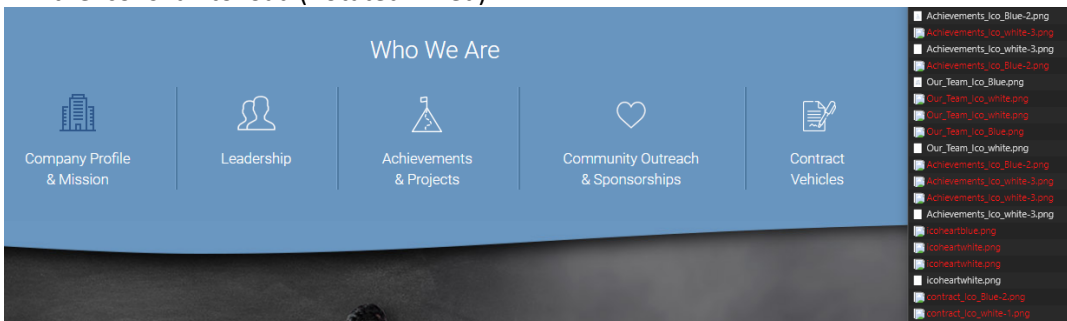 Who We Are
Company Profile
& Mission
Leadership
Achievements
& Projects
Community Outreach
& Sponsorships
Contract
Vehicles
Achievements_Ico_Blue-2.png
Achievements_Ico_white-3.png
Achievements_Ico_white-3.png
Achievements_Ico_Blue-2.png
Our_Team_Ico_Blue.png
Our_Team_Ico_white.png
Our_Team_Ico_white.png
Our_Team_Ico_Blue.png
Our_Team_Ico_white.png
Achievements_Ico_Blue-2.png
Achievements_Ico_white-3.png
Achievements_Ico_white-3.png
Achievements_Ico_white-3.png
icoheartblue.png
icoheartwhite.png
icoheartwhite.png
icoheartwhite.png
contract_Ico_Blue-2.png
contract_Ico_white-1.png